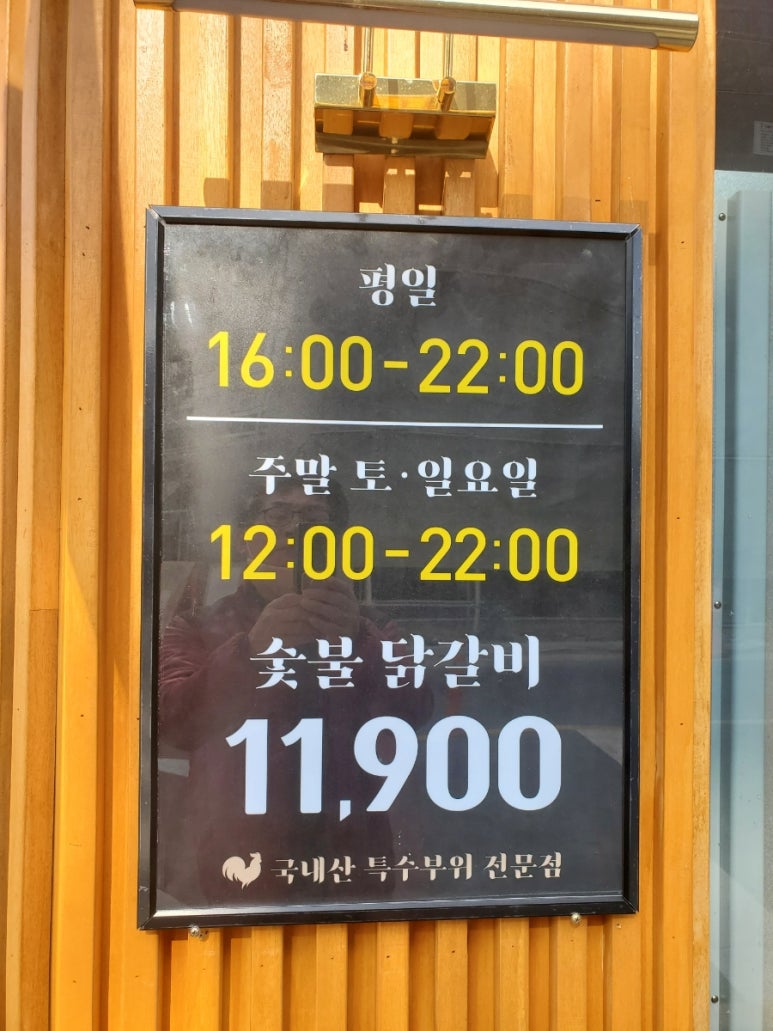 평일
16:00-22:00
주말 토·일요일
12:00-22:00
숯불 닭갈비
11,900
국내산 특수부위 전문점